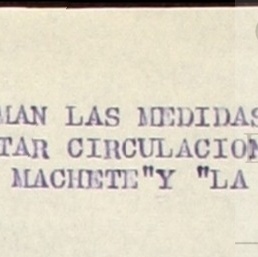 MAN LAS MEDIDAS
TAR CIRCULACION
MACHETE"Y "LA